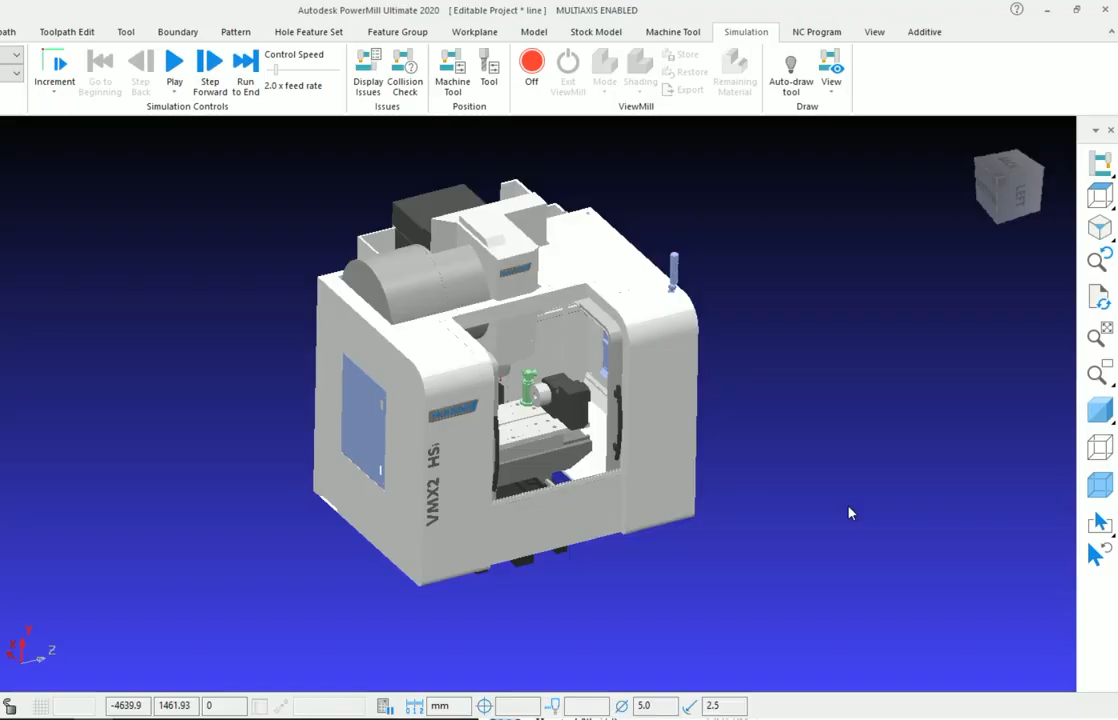 Autodesk PowerMill Ultimate 2020 [ Editable Project * line ] MULTIAXIS ENABLED
path Toolpath Edit Tool Boundary Pattern Hole Feature Set Feature Group Workplane Model Stock Model Machine Tool Simulation NC Program View Additive
Increment
Go to Beginning
Step Back
Play
Step Forward
Run to End
Control Speed
2.0 x feed rate
Simulation Controls
Display Issues
Collision Check
Issues
Machine Tool
Tool
Position
Off
Exit ViewMill
Mode
Shading
Store
Restore
Export
Remaining Material
ViewMill
Auto-draw tool
View
Draw
LEFT
VMX2 HSi
Y
X
Z
-4639.9 1461.93 0 mm 5.0 2.5